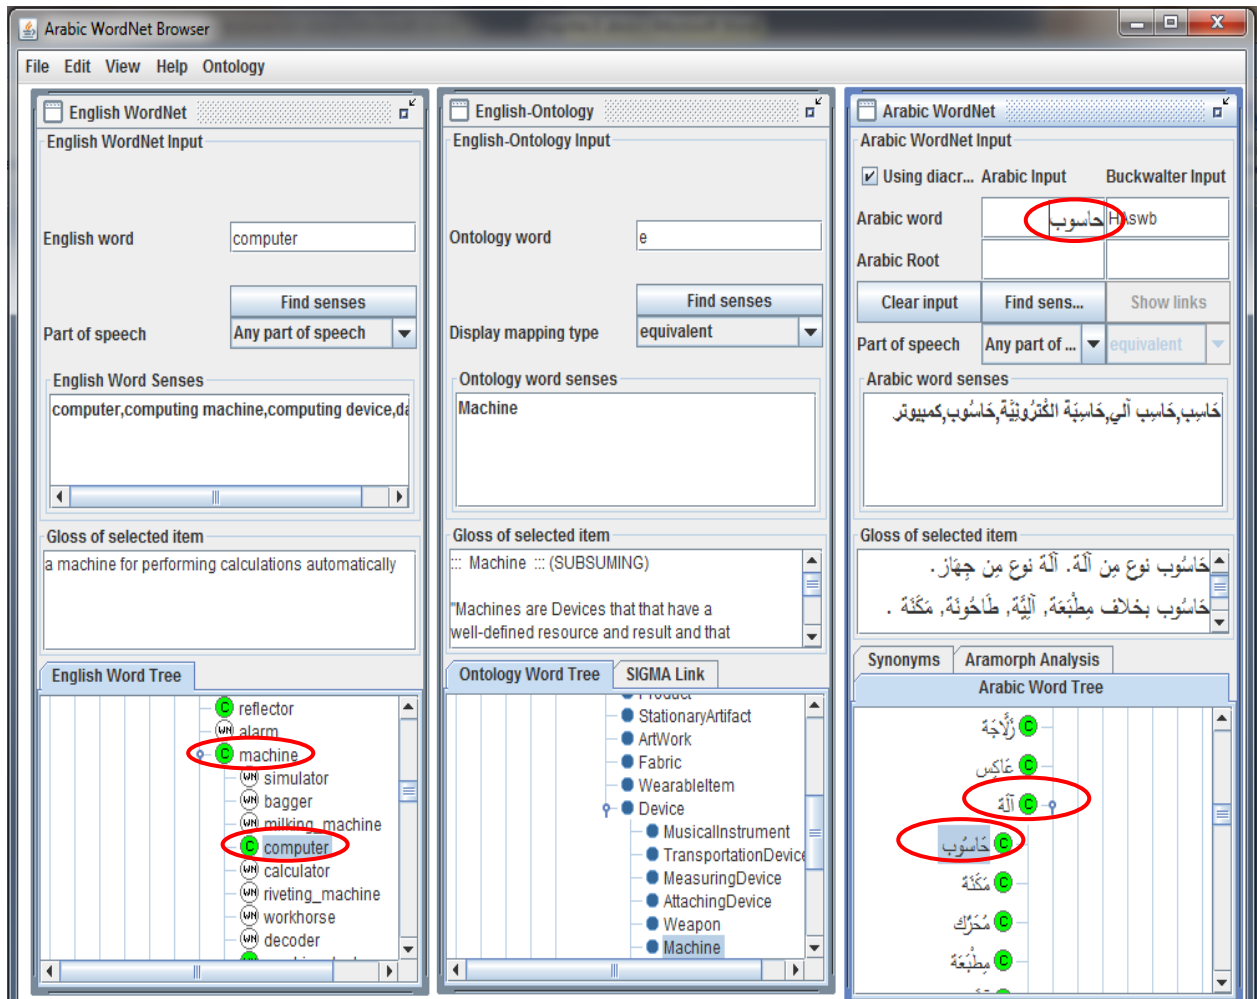 Arabic WordNet Browser
File Edit View Help Ontology
English WordNet
English WordNet Input
English word
computer
Find senses
Part of speech
Any part of speech
English Word Senses
computer,computing machine,computing device,da
Gloss of selected item
a machine for performing calculations automatically
English Word Tree
reflector
alarm
machine
simulator
bagger
milking_machine
computer
calculator
riveting_machine
workhorse
decoder
English-Ontology
English-Ontology Input
Ontology word
e
Find senses
Display mapping type
equivalent
Ontology word senses
Machine
Gloss of selected item
::: Machine ::: (SUBSUMING)
"Machines are Devices that that have a
well-defined resource and result and that
Ontology Word Tree
SIGMA Link
Product
StationaryArtifact
ArtWork
Fabric
WearableItem
Device
MusicalInstrument
TransportationDevice
MeasuringDevice
AttachingDevice
Weapon
Machine
Arabic WordNet
Arabic WordNet Input
Using diacr... Arabic Input Buckwalter Input
Arabic word
حاسوب
HAswb
Arabic Root
Clear input
Find sens...
Show links
Part of speech
Any part of ...
equivalent
Arabic word senses
حَاسِب,حَاسِب آلي,حَاسِبَة الكْترُونِيَّة,حَاسُوب,كمبيوتر
Gloss of selected item
حَاسُوب نوع مِن آلَة. آلَة نوع مِن جِهَاز.
حَاسُوب بخلاف مِطْبَعَة, آلِيَّة, طَاحُونَة, مَكَنَة .
Synonyms
Aramorph Analysis
Arabic Word Tree
زَلَّاجَة
عَاكِس
آلَة
حَاسُوب
مَكَنَة
مُحَرِّك
مِطْبَعَة